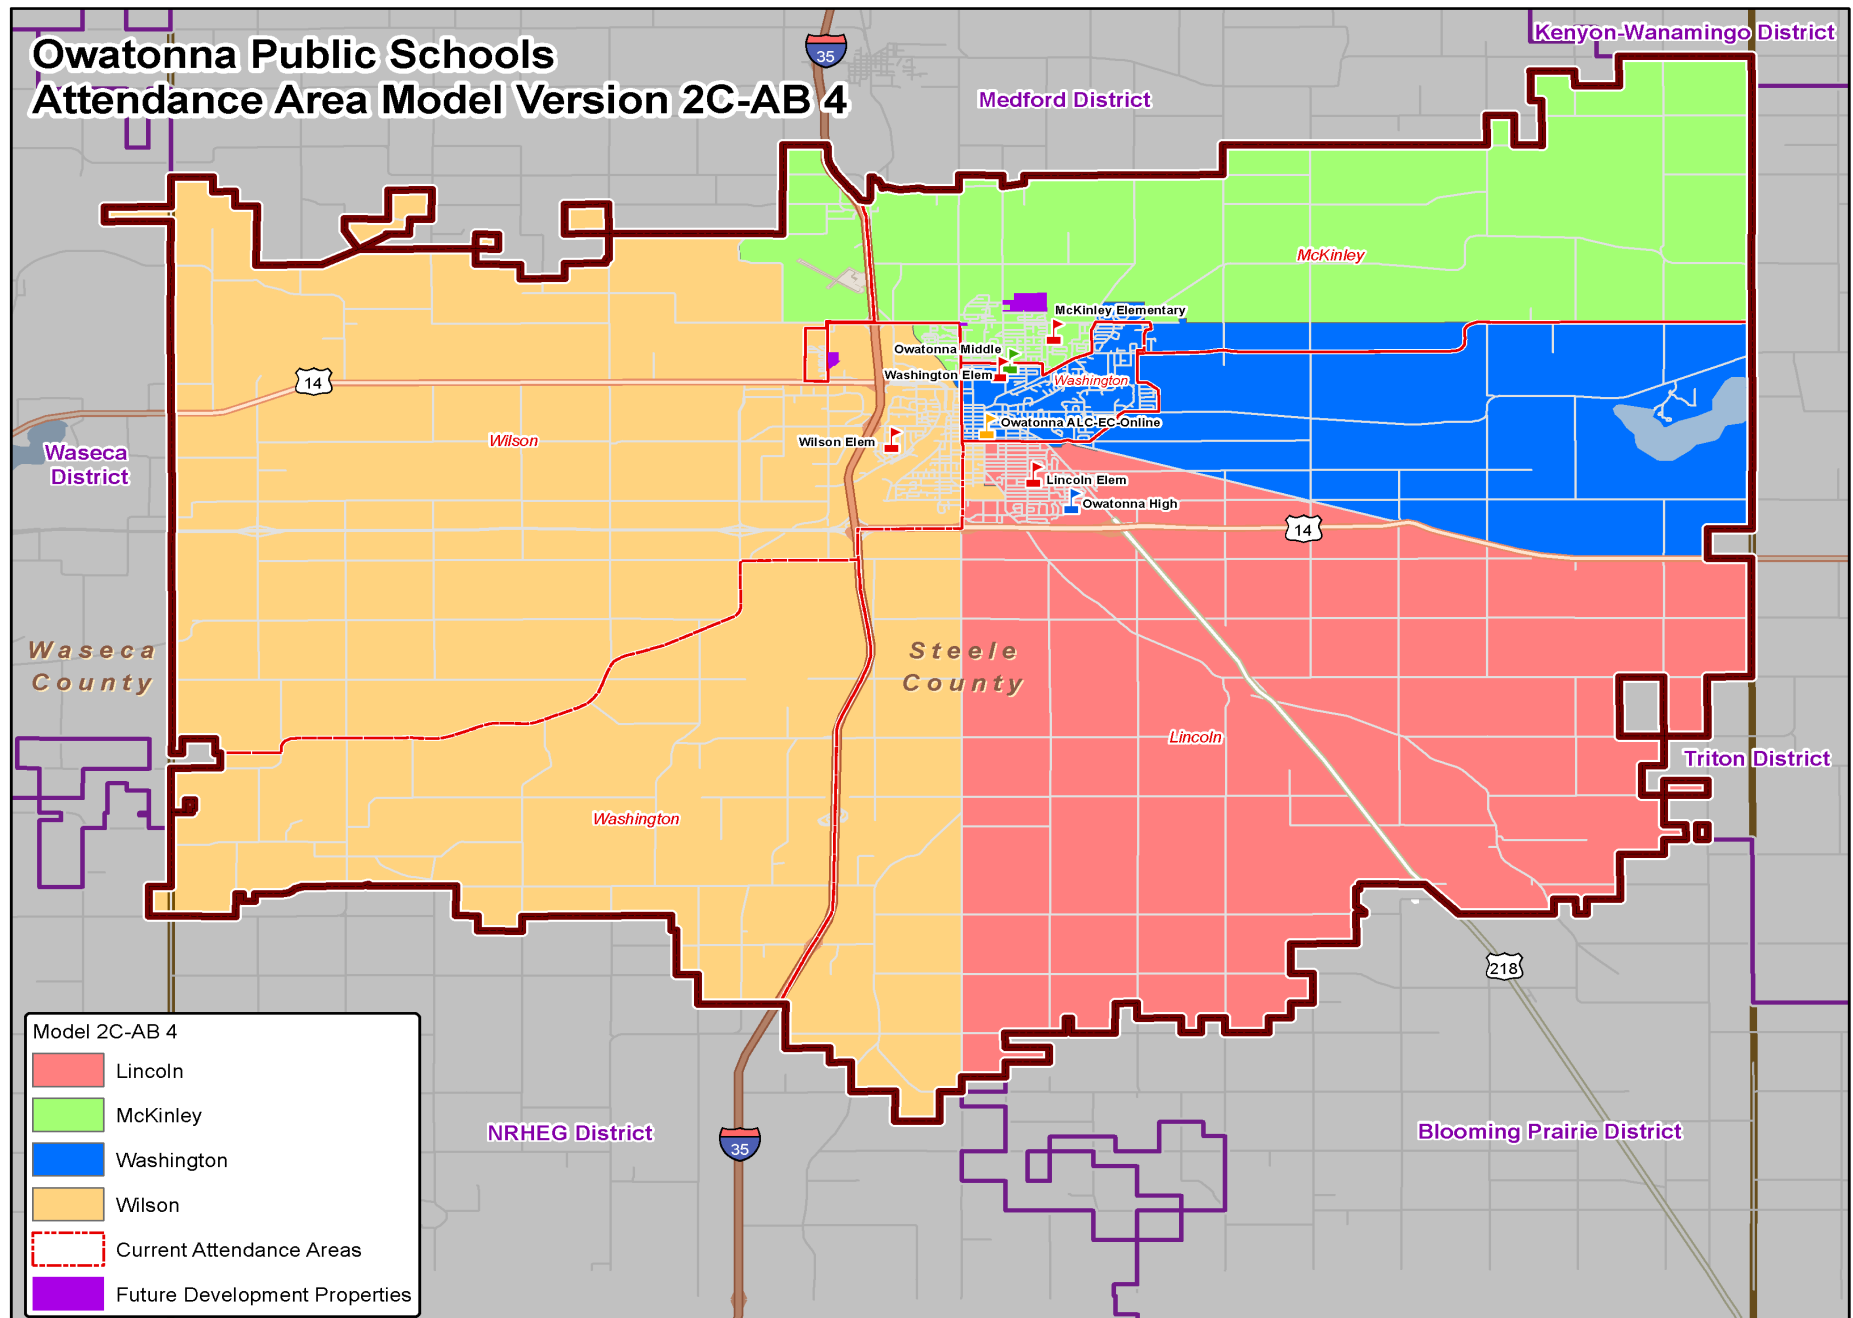 Owatonna Public Schools
Attendance Area Model Version 2C-AB 4
35
Kenyon-Wanamingo District
Medford District
McKinley
McKinley Elementary
Owatonna Middle
Washington Elem
Washington
14
Wilson
Owatonna ALC-EC-Online
Wilson Elem
Waseca
District
Lincoln Elem
Owatonna High
14
Waseca
County
Steele
County
Lincoln
Triton District
Washington
218
NRHEG District
35
Blooming Prairie District
Model 2C-AB 4
Lincoln
McKinley
Washington
Wilson
Current Attendance Areas
Future Development Properties